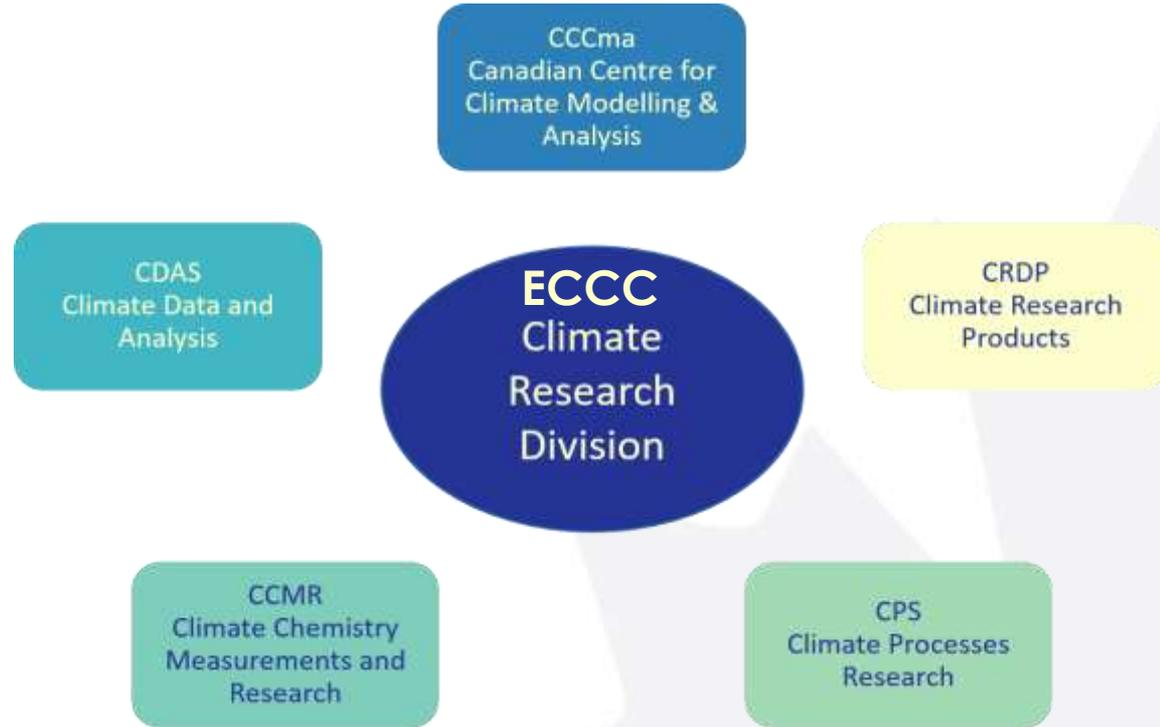 CCCma
Canadian Centre for
Climate Modelling &
Analysis
CDAS
Climate Data and
Analysis
ECCC
Climate
Research
Division
CRDP
Climate Research
Products
CCMR
Climate Chemistry
Measurements and
Research
CPS
Climate Processes
Research